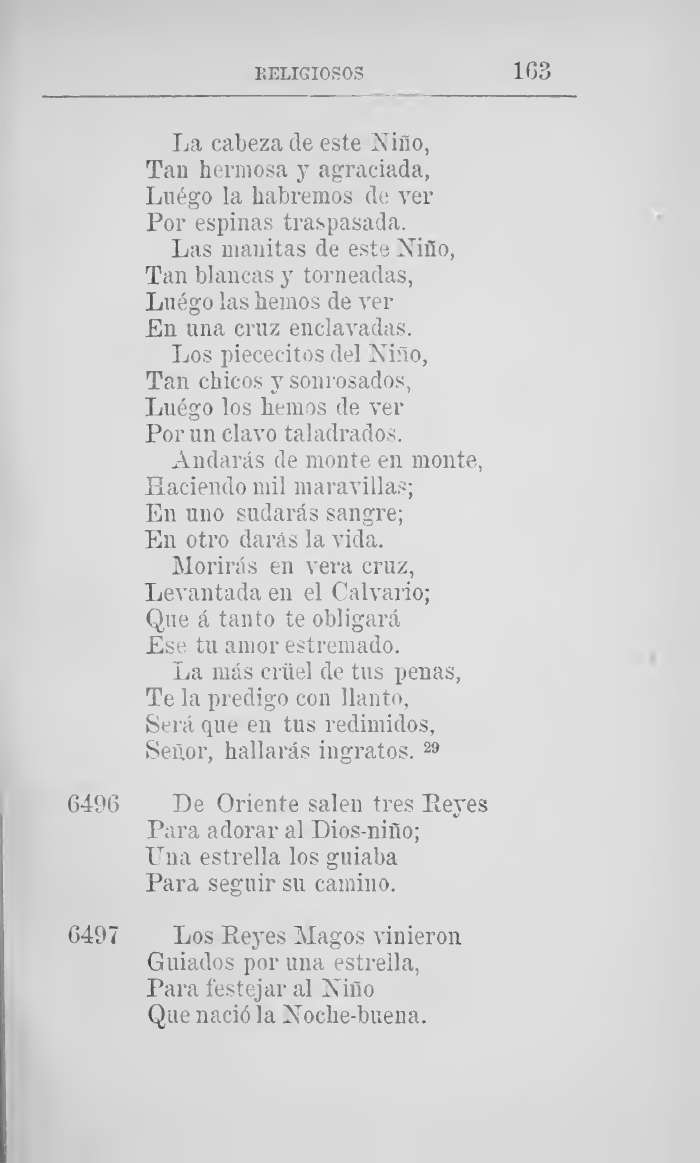 RELIGIOSOS 163
La cabeza de este Niño,
Tan hermosa y agraciada,
Luégo la habremos de ver
Por espinas traspasada.
Las manitas de este Niño,
Tan blancas y torneadas,
Luégo las hemos de ver
En una cruz enclavadas.
Los piececitos del Niño,
Tan chicos y sonrosados,
Luégo los hemos de ver
Por un clavo taladrados.
Andarás de monte en monte,
Haciendo mil maravillas;
En uno sudarás sangre;
En otro darás la vida.
Morirás en vera cruz,
Levantada en el Calvario;
Que á tanto te obligará
Ese tu amor estremado.
La más crüel de tus penas,
Te la predigo con llanto,
Será que en tus redimidos,
Señor, hallarás ingratos. 29
6496 De Oriente salen tres Reyes
Para adorar al Dios-niño;
Una estrella los guiaba
Para seguir su camino.
6497 Los Reyes Magos vinieron
Guiados por una estrella,
Para festejar al Niño
Que nació la Noche-buena.